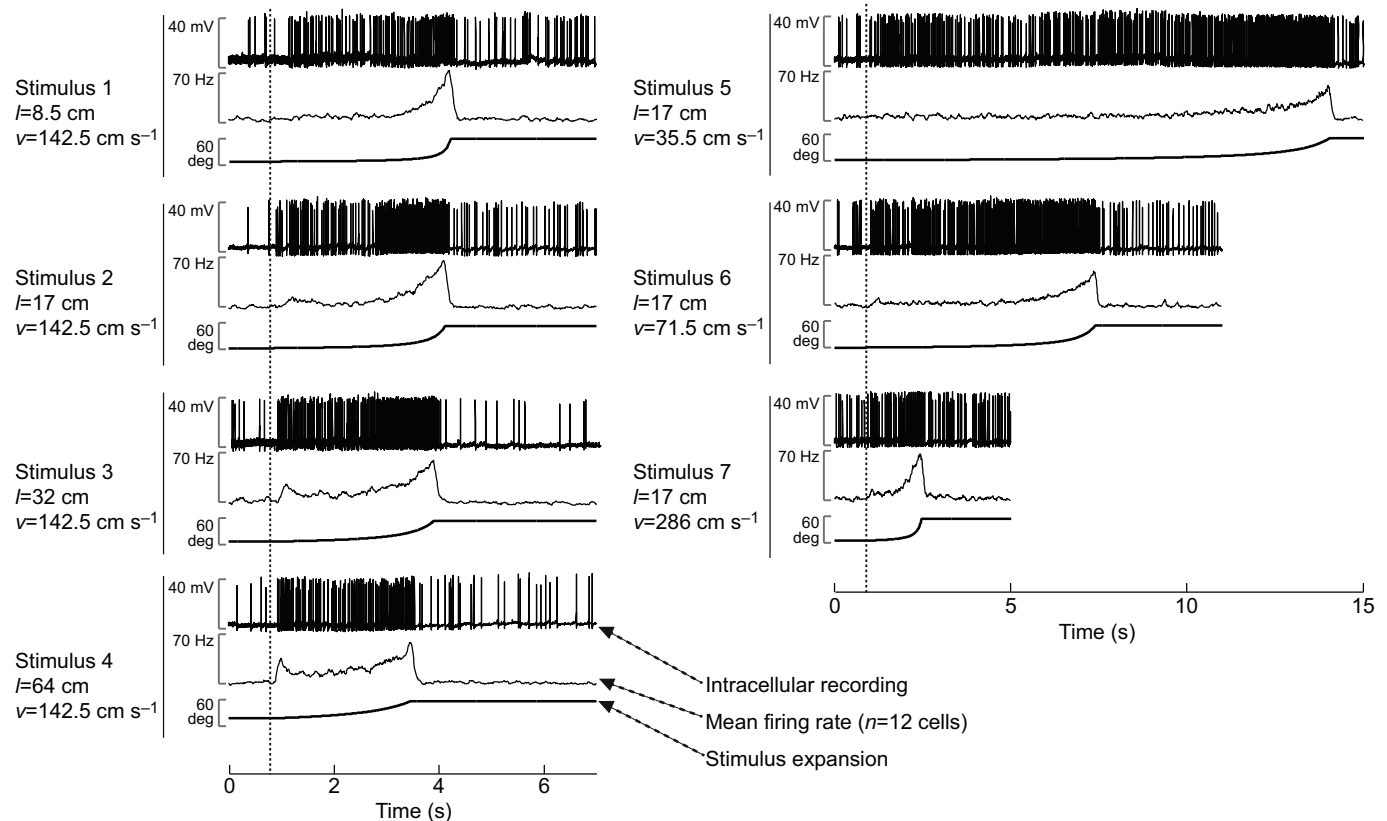 40 mV
Stimulus 1
l=8.5 cm
v=142.5 cm s−1
70 Hz
60
deg
40 mV
Stimulus 2
l=17 cm
v=142.5 cm s−1
70 Hz
60
deg
40 mV
Stimulus 3
l=32 cm
v=142.5 cm s−1
70 Hz
60
deg
40 mV
Stimulus 4
l=64 cm
v=142.5 cm s−1
70 Hz
60
deg
0 2 4 6
Time (s)
Intracellular recording
Mean firing rate (n=12 cells)
Stimulus expansion
40 mV
Stimulus 5
l=17 cm
v=35.5 cm s−1
70 Hz
60
deg
40 mV
Stimulus 6
l=17 cm
v=71.5 cm s−1
70 Hz
60
deg
40 mV
Stimulus 7
l=17 cm
v=286 cm s−1
70 Hz
60
deg
0 5 10 15
Time (s)